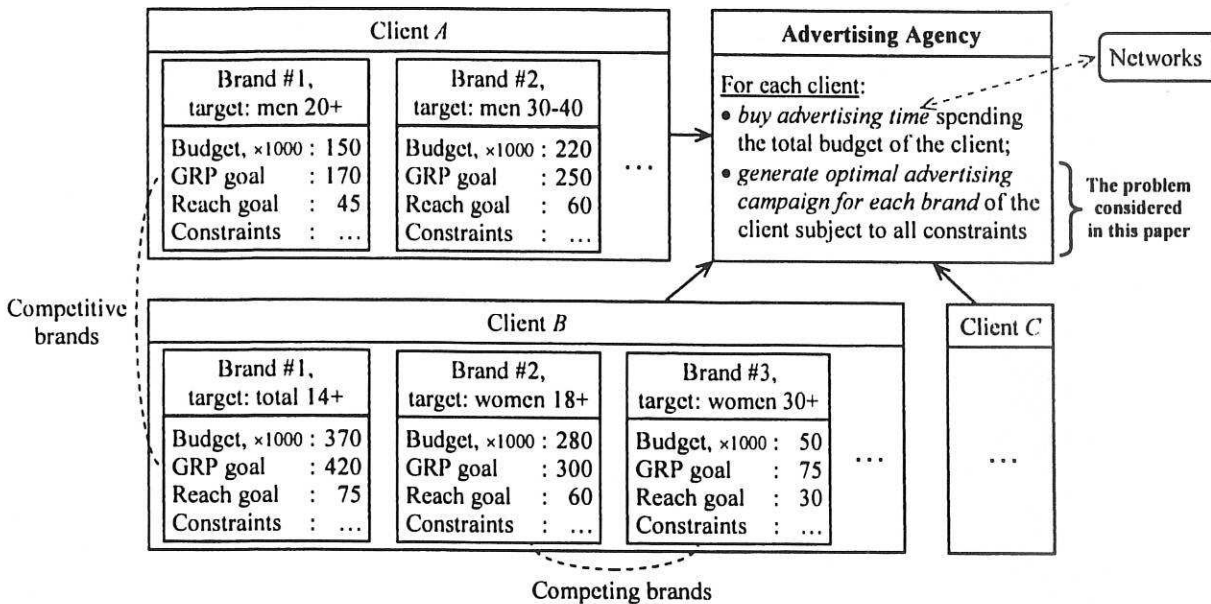 Client A
Brand #1,
target: men 20+
Budget, ×1000 : 150
GRP goal : 170
Reach goal : 45
Constraints : ...
Brand #2,
target: men 30-40
Budget, ×1000 : 220
GRP goal : 250
Reach goal : 60
Constraints : ...
...
Advertising Agency
For each client:
• buy advertising time spending
the total budget of the client;
• generate optimal advertising
campaign for each brand of the
client subject to all constraints
Networks
The problem
considered
in this paper
Competitive
brands
Client B
Brand #1,
target: total 14+
Budget, ×1000 : 370
GRP goal : 420
Reach goal : 75
Constraints : ...
Brand #2,
target: women 18+
Budget, ×1000 : 280
GRP goal : 300
Reach goal : 60
Constraints : ...
Brand #3,
target: women 30+
Budget, ×1000 : 50
GRP goal : 75
Reach goal : 30
Constraints : ...
...
Client C
...
Competing brands